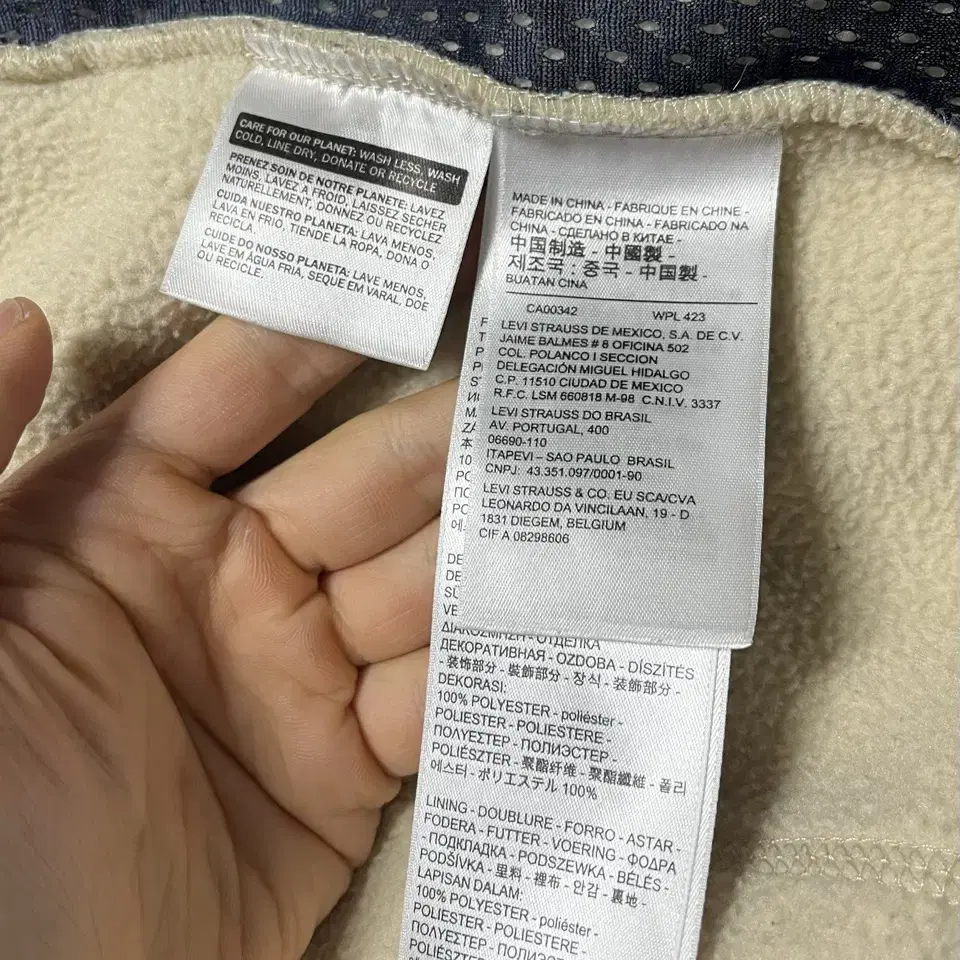 CARE FOR OUR PLANET: WASH LESS, WASH
COLD, LINE DRY, DONATE OR RECYCLE
PRENEZ SOIN DE NOTRE PLANETE: LAVEZ
MOINS, LAVEZ A FROID, LAISSEZ SECHER
NATURELLEMENT, DONNEZ OU RECYCLEZ
CUIDA NUESTRO PLANETA: LAVA MENOS,
LAVA EN FRIO, TIENDE LA ROPA, DONA O
RECICLA.
CUIDE DO NOSSO PLANETA: LAVE MENOS,
LAVE EM ÁGUA FRIA, SEQUE EM VARAL. DOE
OU RECICLE.
MADE IN CHINA - FABRIQUE EN CHINE -
FABRICADO EN CHINA - FABRICADO NA
CHINA - СДЕЛАНО В КИТАЕ -
中国制造 - 中國製 -
제조국 : 중국 - 中国製 -
BUATAN CINA
CA00342 WPL 423
LEVI STRAUSS DE MEXICO, S.A. DE C.V.
JAIME BALMES # 8 OFICINA 502
COL. POLANCO I SECCION
DELEGACIÓN MIGUEL HIDALGO
C.P. 11510 CIUDAD DE MEXICO
R.F.C. LSM 660818 M-98 C.N.I.V. 3337
LEVI STRAUSS DO BRASIL
AV. PORTUGAL, 400
06690-110
ITAPEVI – SAO PAULO BRASIL
CNPJ: 43.351.097/0001-90
LEVI STRAUSS & CO. EU SCA/CVA
LEONARDO DA VINCILAAN, 19 - D
1831 DIEGEM, BELGIUM
CIF A 08298606
ΔΙΑΚΟΣΜΗΣΗ - ОТДЕЛКА
ДЕКОРАТИВНАЯ - OZDOBA - DÍSZÍTÉS
- 装饰部分 - 裝飾部分 - 장식 - 装飾部分 -
DEKORASI:
100% POLYESTER - poliéster -
POLIESTER - POLIESTERE -
ΠΟΛΥΕΣΤΕΡ - ПОЛИЭСТЕР -
POLIÉSZTER - 聚酯纤维 - 聚酯纖維 - 폴리
에스터 - ポリエステル 100%
LINING - DOUBLURE - FORRO - ASTAR -
FODERA - FUTTER - VOERING - ΦΟΔΡΑ
- ПОДКЛАДКА - PODSZEWKA - BÉLÉS -
PODŠÍVKA - 里料 - 裡布 - 안감 - 裏地 -
LAPISAN DALAM:
100% POLYESTER - poliéster -
POLIESTER - POLIESTERE -
ΠΟΛΥΕΣΤΕΡ - ПОЛИЭСТЕР